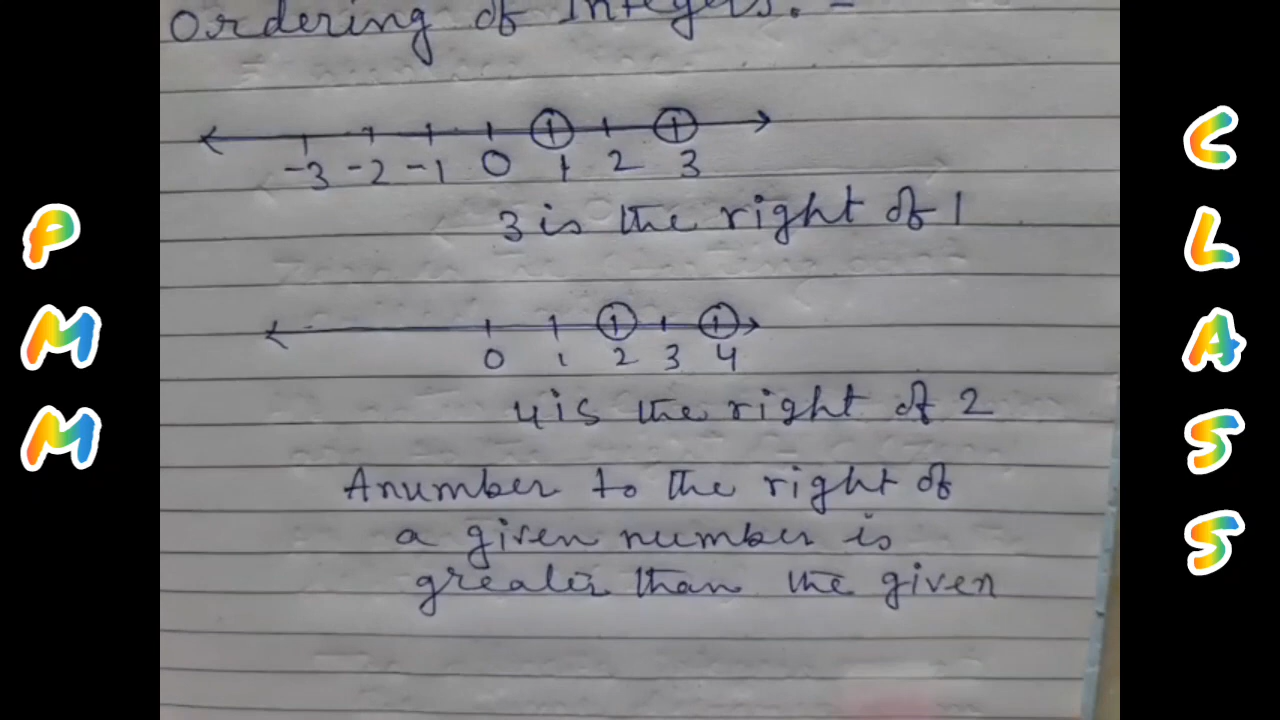 Ordering of Integers. -
-3 -2 -1 0 1 2 3
3 is the right of 1
0 1 2 3 4
4 is the right of 2
A number to the right of
a given number is
greater than the given
PMM
CLASS